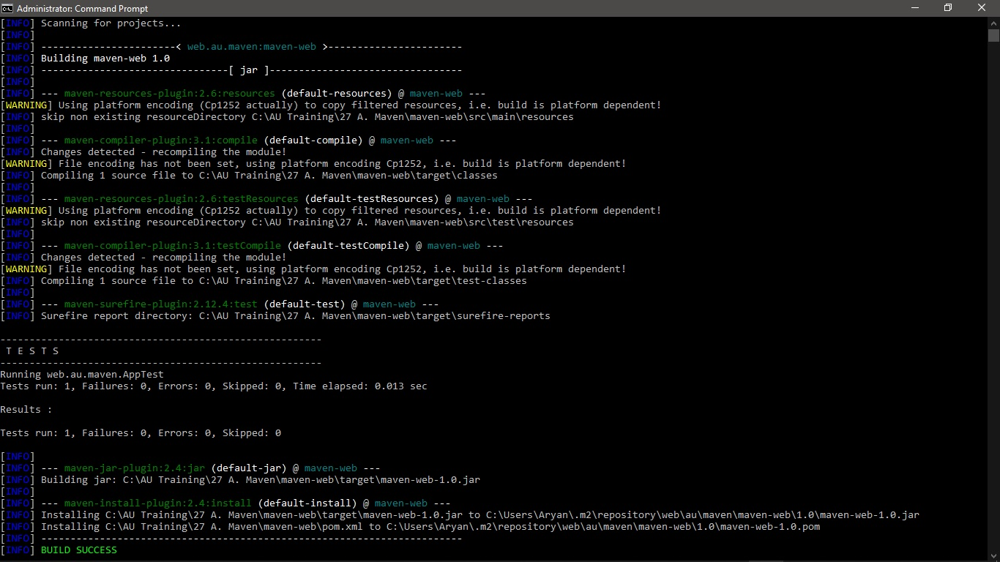 Administrator: Command Prompt
[INFO] Scanning for projects...
[INFO]
[INFO] -----------------------< web.au.maven:maven-web >-----------------------
[INFO] Building maven-web 1.0
[INFO] --------------------------------[ jar ]---------------------------------
[INFO]
[INFO] --- maven-resources-plugin:2.6:resources (default-resources) @ maven-web ---
[WARNING] Using platform encoding (Cp1252 actually) to copy filtered resources, i.e. build is platform dependent!
[INFO] skip non existing resourceDirectory C:\AU Training\27 A. Maven\maven-web\src\main\resources
[INFO]
[INFO] --- maven-compiler-plugin:3.1:compile (default-compile) @ maven-web ---
[INFO] Changes detected - recompiling the module!
[WARNING] File encoding has not been set, using platform encoding Cp1252, i.e. build is platform dependent!
[INFO] Compiling 1 source file to C:\AU Training\27 A. Maven\maven-web\target\classes
[INFO]
[INFO] --- maven-resources-plugin:2.6:testResources (default-testResources) @ maven-web ---
[WARNING] Using platform encoding (Cp1252 actually) to copy filtered resources, i.e. build is platform dependent!
[INFO] skip non existing resourceDirectory C:\AU Training\27 A. Maven\maven-web\src\test\resources
[INFO]
[INFO] --- maven-compiler-plugin:3.1:testCompile (default-testCompile) @ maven-web ---
[INFO] Changes detected - recompiling the module!
[WARNING] File encoding has not been set, using platform encoding Cp1252, i.e. build is platform dependent!
[INFO] Compiling 1 source file to C:\AU Training\27 A. Maven\maven-web\target\test-classes
[INFO]
[INFO] --- maven-surefire-plugin:2.12.4:test (default-test) @ maven-web ---
[INFO] Surefire report directory: C:\AU Training\27 A. Maven\maven-web\target\surefire-reports
-------------------------------------------------------
T E S T S
-------------------------------------------------------
Running web.au.maven.AppTest
Tests run: 1, Failures: 0, Errors: 0, Skipped: 0, Time elapsed: 0.013 sec
Results :
Tests run: 1, Failures: 0, Errors: 0, Skipped: 0
[INFO]
[INFO] --- maven-jar-plugin:2.4:jar (default-jar) @ maven-web ---
[INFO] Building jar: C:\AU Training\27 A. Maven\maven-web\target\maven-web-1.0.jar
[INFO]
[INFO] --- maven-install-plugin:2.4:install (default-install) @ maven-web ---
[INFO] Installing C:\AU Training\27 A. Maven\maven-web\target\maven-web-1.0.jar to C:\Users\Aryan\.m2\repository\web\au\maven\maven-web\1.0\maven-web-1.0.jar
[INFO] Installing C:\AU Training\27 A. Maven\maven-web\pom.xml to C:\Users\Aryan\.m2\repository\web\au\maven\maven-web\1.0\maven-web-1.0.pom
[INFO] ------------------------------------------------------------------------
[INFO] BUILD SUCCESS